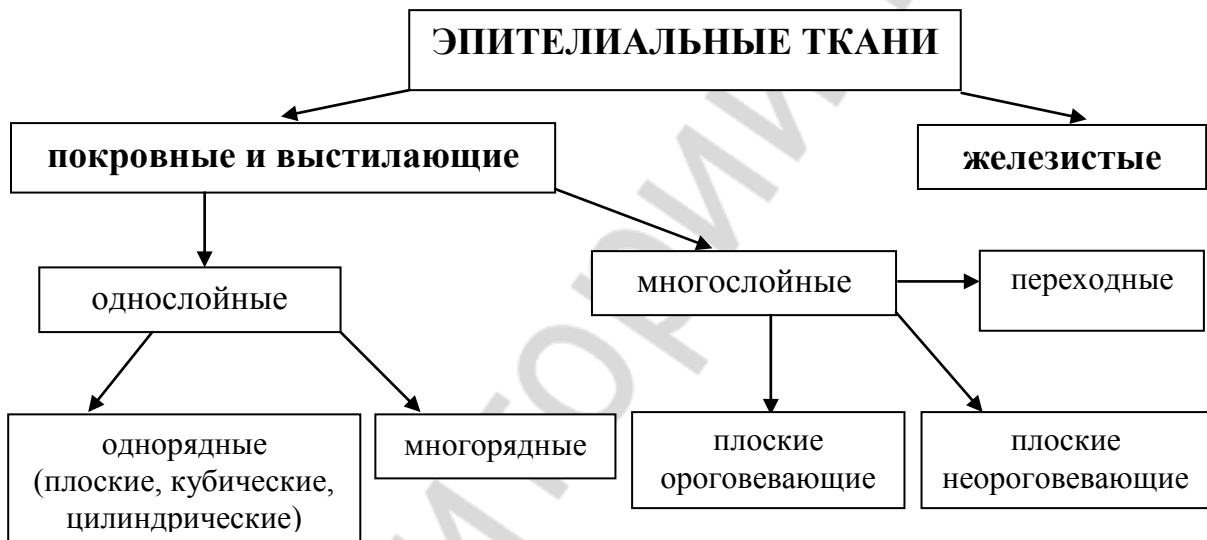 ЭПИТЕЛИАЛЬНЫЕ ТКАНИ
покровные и выстилающие
железистые
однослойные
многослойные
переходные
однорядные
(плоские, кубические,
цилиндрические)
многорядные
плоские
ороговевающие
плоские
неороговевающие